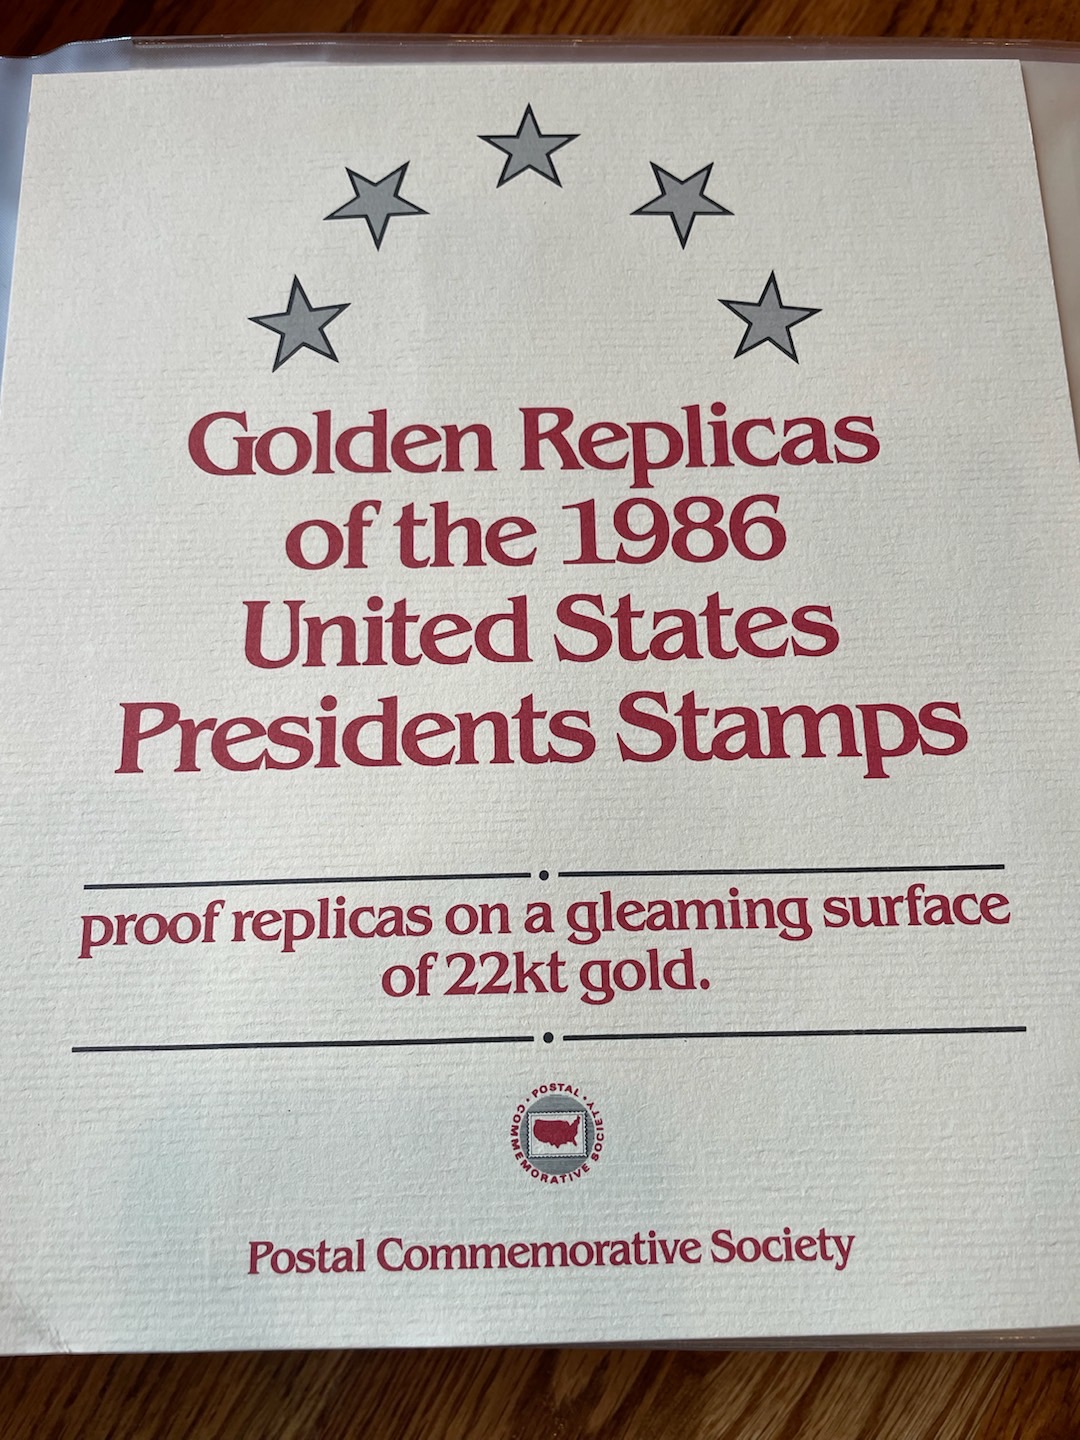 Golden Replicas
of the 1986
United States
Presidents Stamps
proof replicas on a gleaming surface
of 22kt gold.
• POSTAL •
COMMEMORATIVE SOCIETY
Postal Commemorative Society